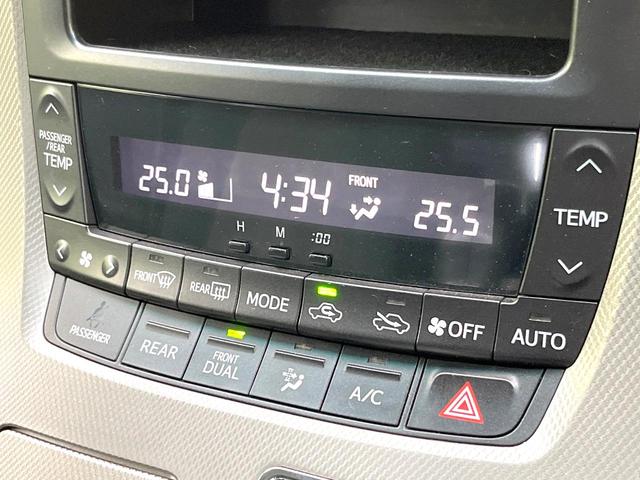 PASSENGER
/REAR
TEMP
25.0
4:34
FRONT
25.5
TEMP
H
M
:00
FRONT
REAR
MODE
OFF
AUTO
PASSENGER
REAR
FRONT
DUAL
A/C